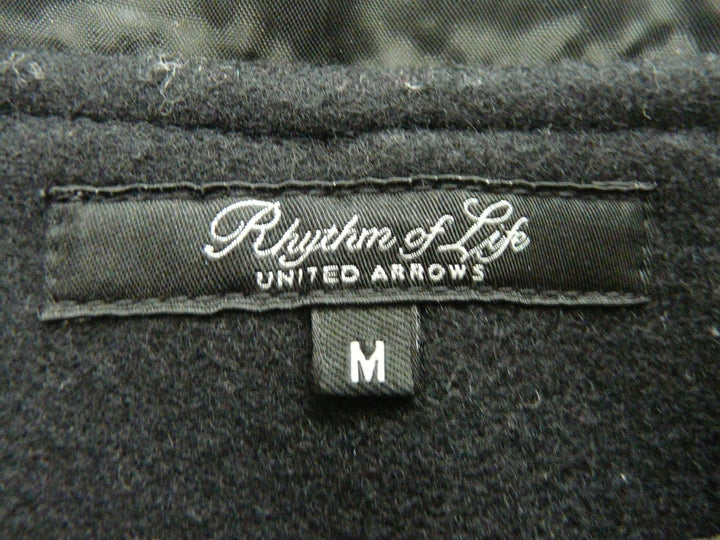 Rhythm of Life
UNITED ARROWS
M